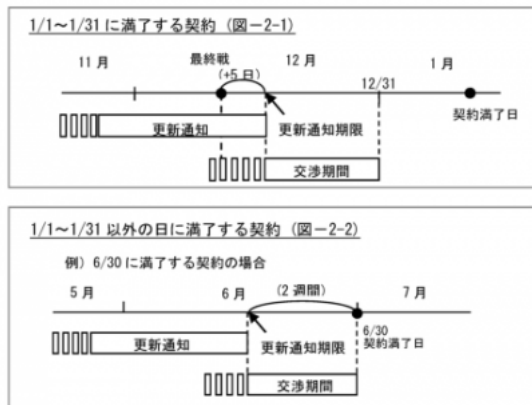 1/1～1/31 に満了する契約（図－2-1）
11 月
最終戦
(+5 日)
12 月
12/31
1 月
契約満了日
更新通知
更新通知期限
交渉期間
1/1～1/31 以外の日に満了する契約（図－2-2）
例）6/30 に満了する契約の場合
5 月
6 月
(2 週間)
7 月
更新通知
更新通知期限
6/30
契約満了日
交渉期間